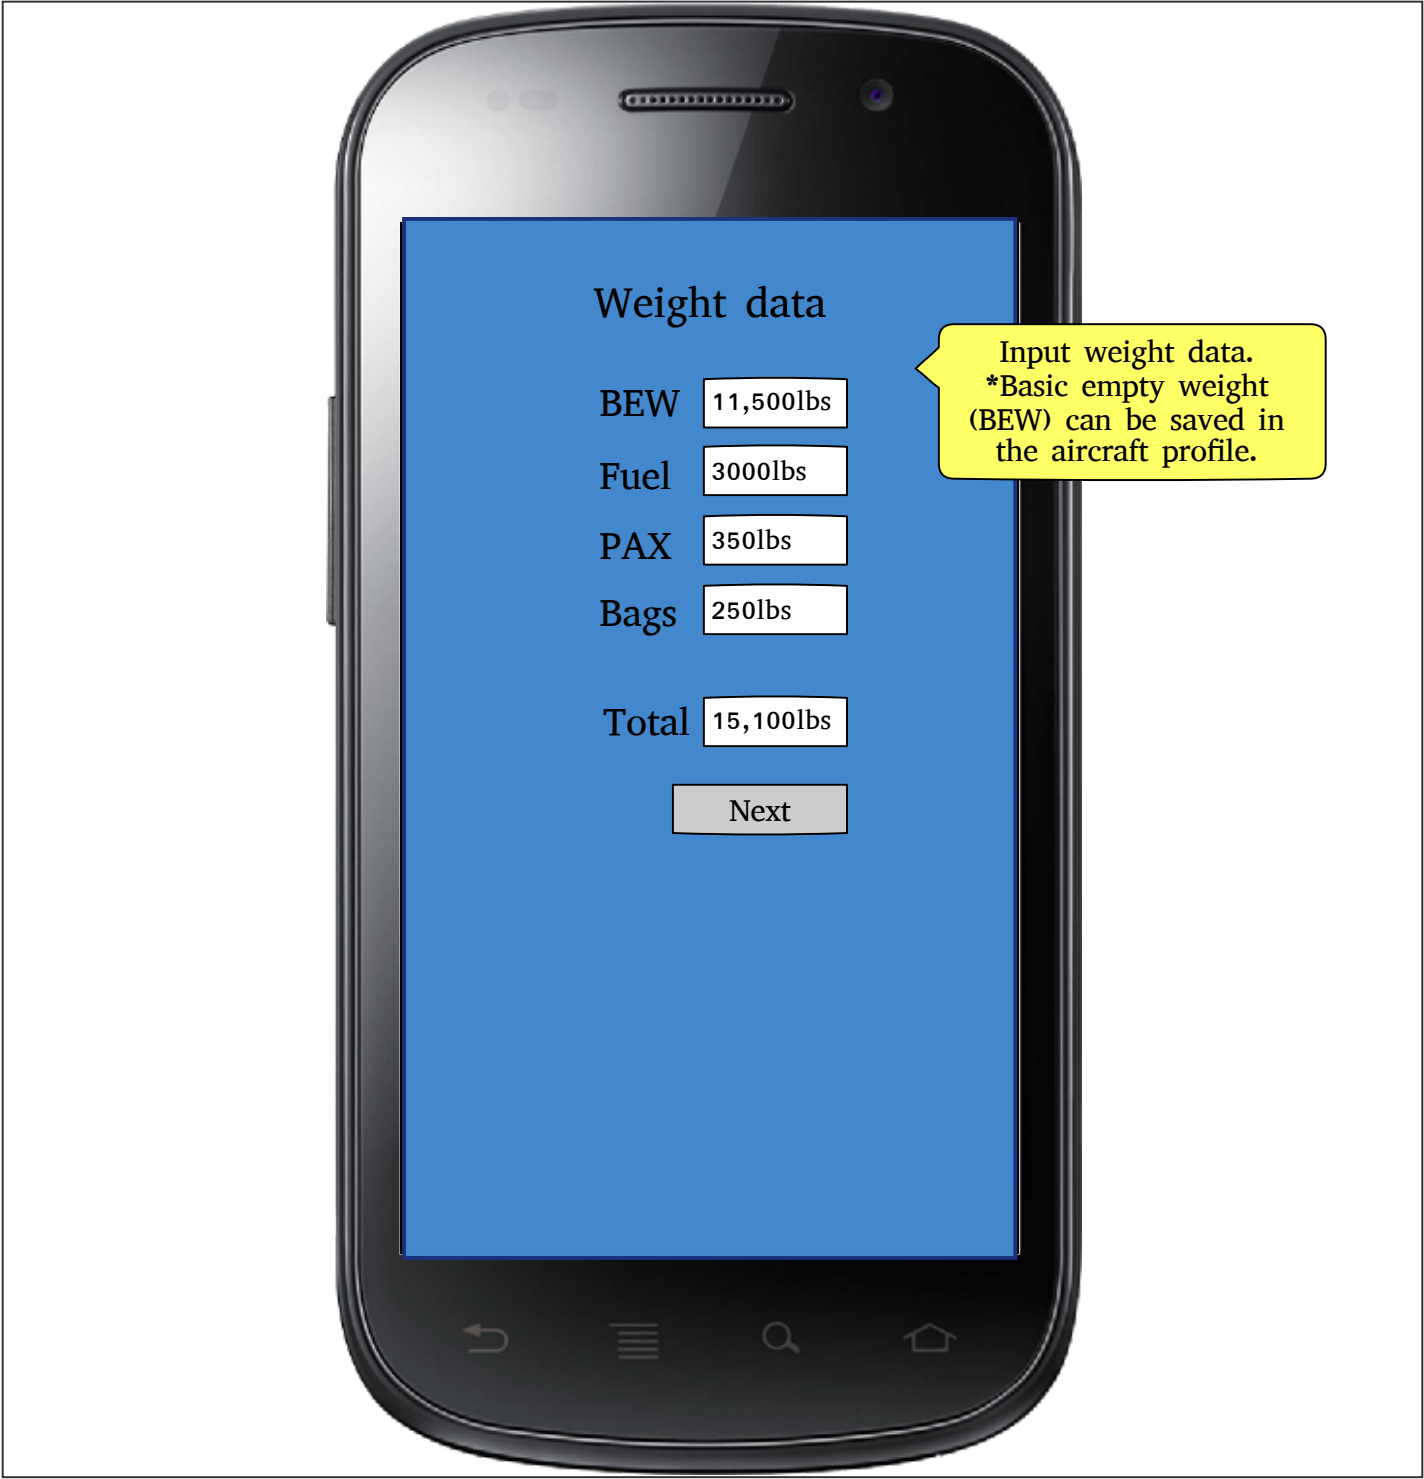 Weight data
Input weight data.
*Basic empty weight
(BEW) can be saved in
the aircraft profile.
BEW 11,500lbs
Fuel 3000lbs
PAX 350lbs
Bags 250lbs
Total 15,100lbs
Next